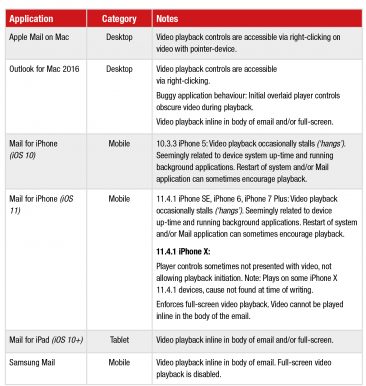 Application Category Notes
Apple Mail on Mac Desktop Video playback controls are accessible via right-clicking on
video with pointer-device.
Outlook for Mac 2016 Desktop Video playback controls are accessible
via right-clicking.
Buggy application behaviour: Initial overlaid player controls
obscure video during playback.
Video playback inline in body of email and/or full-screen.
Mail for iPhone Mobile 10.3.3 iPhone 5: Video playback occasionally stalls ('hangs').
(iOS 10) Seemingly related to device system up-time and running
background applications. Restart of system and/or Mail
application can sometimes encourage playback.
Mail for iPhone (iOS Mobile 11.4.1 iPhone SE, iPhone 6, iPhone 7 Plus: Video playback
11) occasionally stalls ('hangs'). Seemingly related to device
up-time and running background applications. Restart of system
and/or Mail application can sometimes encourage playback.
11.4.1 iPhone X:
Player controls sometimes not presented with video, not
allowing playback initiation. Note: Plays on some iPhone X
11.4.1 devices, cause not found at time of writing.
Enforces full-screen video playback. Video cannot be played
inline in the body of the email.
Mail for iPad (iOS 10+) Tablet Video playback inline in body of email and/or full-screen.
Samsung Mail Mobile Video playback inline in body of email. Full-screen video
playback is disabled.